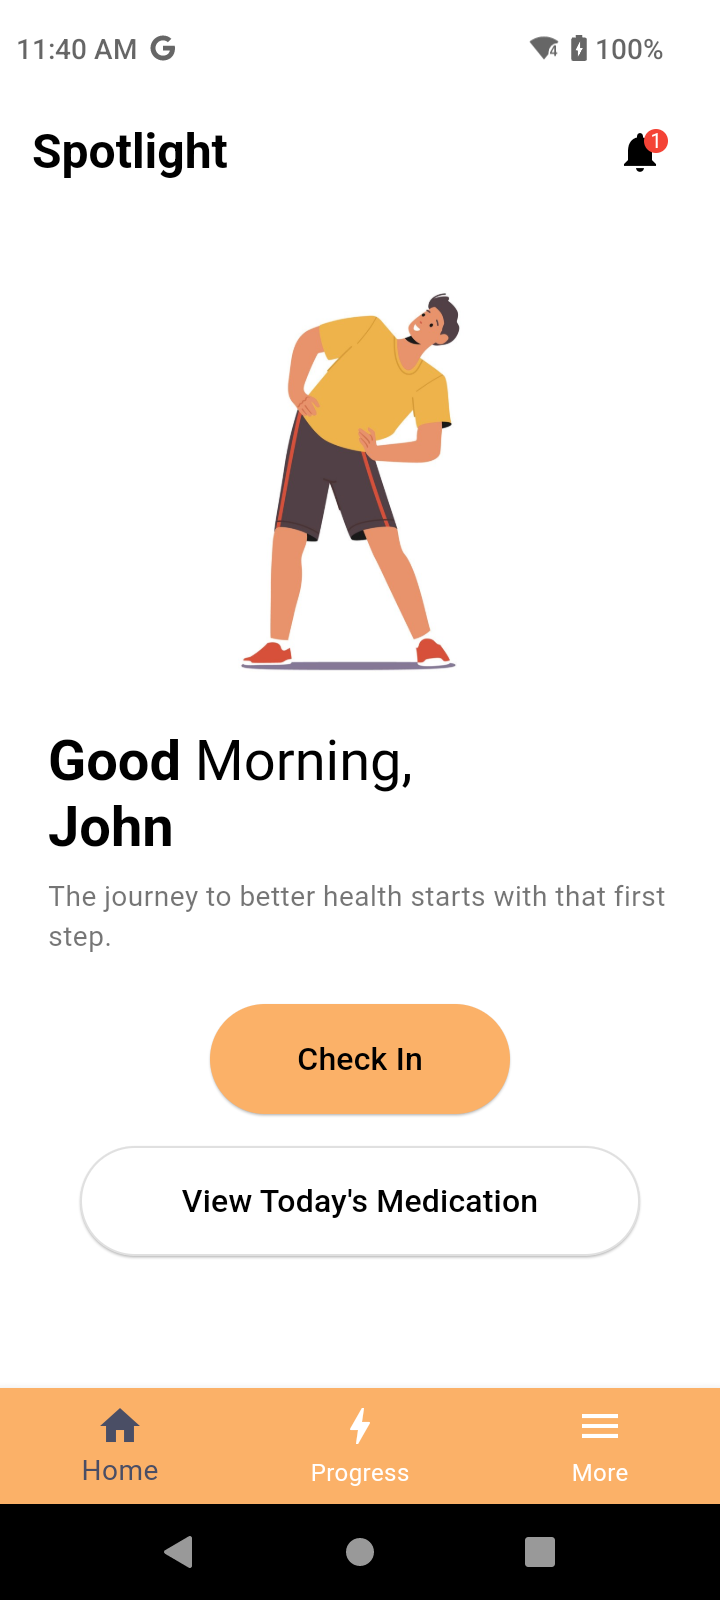 11:40 AM G 4 100%
Spotlight
1
Good Morning,
John
The journey to better health starts with that first
step.
Check In
View Today's Medication
Home Progress More